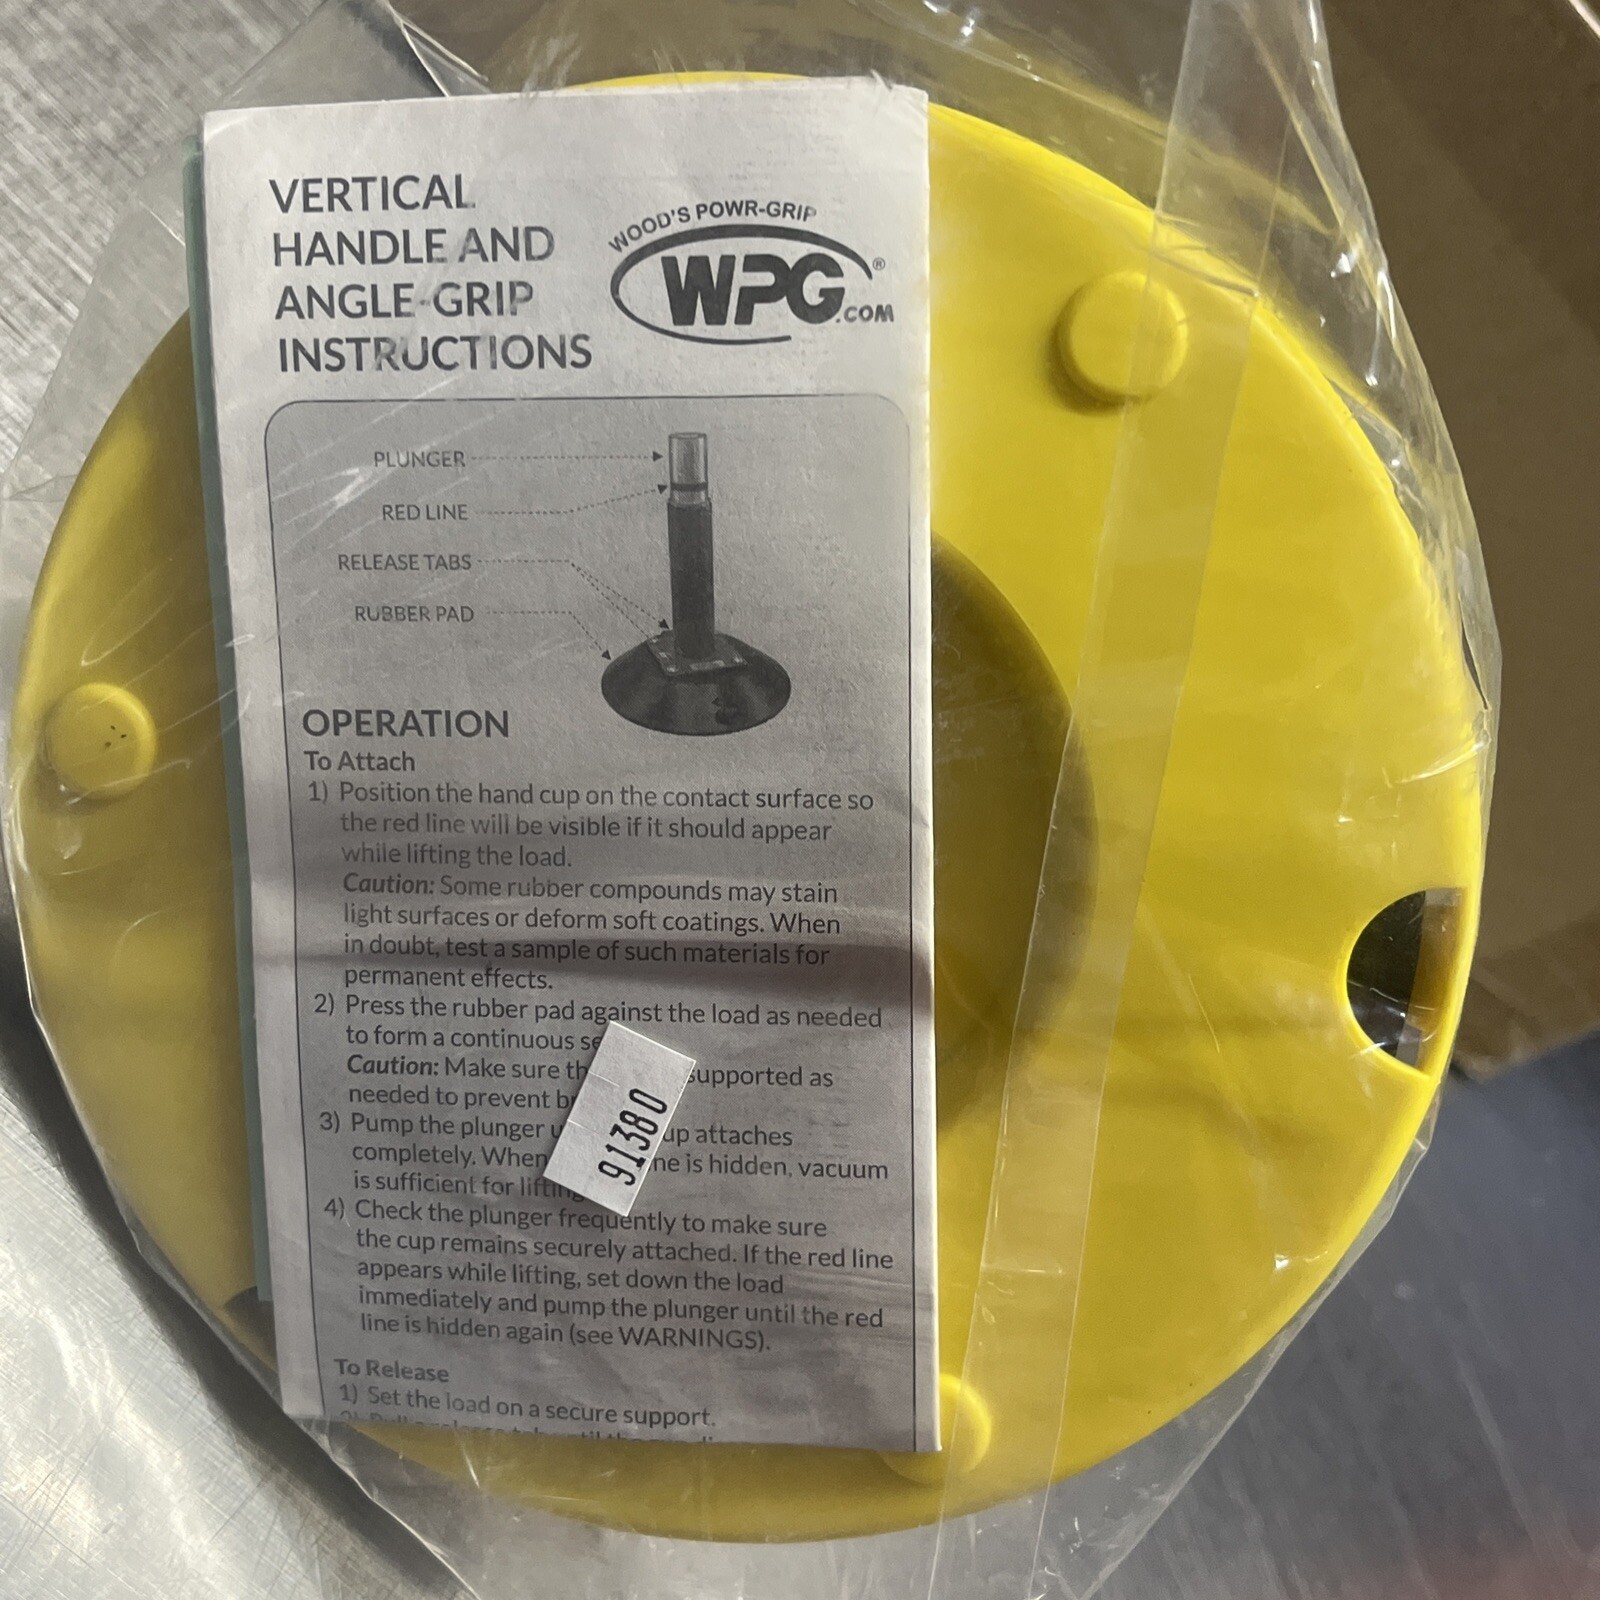 VERTICAL
HANDLE AND
ANGLE-GRIP
INSTRUCTIONS
WOOD'S POWR-GRIP
WPG.COM®
PLUNGER
RED LINE
RELEASE TABS
RUBBER PAD
OPERATION
To Attach
1) Position the hand cup on the contact surface so
the red line will be visible if it should appear
while lifting the load.
Caution: Some rubber compounds may stain
light surfaces or deform soft coatings. When
in doubt, test a sample of such materials for
permanent effects.
2) Press the rubber pad against the load as needed
to form a continuous
Caution: Make sure supported as
needed to prevent
3) Pump the plunger attaches
completely. When is hidden, vacuum
is sufficient for lifting
4) Check the plunger frequently to make sure
the cup remains securely attached. If the red line
appears while lifting, set down the load
immediately and pump the plunger until the red
line is hidden again (see WARNINGS).
To Release
1) Set the load on a secure support.
91380